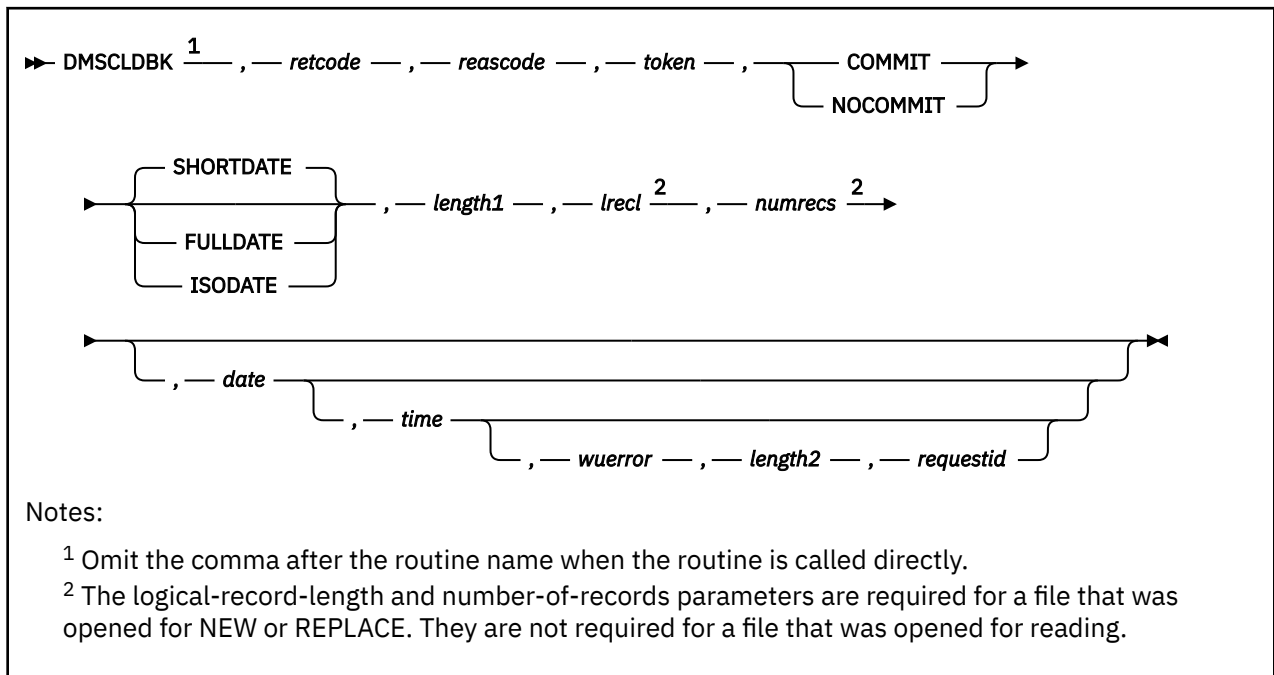 DMSCLDBK 1 , retcode , reascode , token , COMMIT
NOCOMMIT
SHORTDATE
FULLDATE
ISODATE
, length1 , lrecl 2 , numrecs 2
, date
, time
, wuerror , length2 , requestid
Notes:
1 Omit the comma after the routine name when the routine is called directly.
2 The logical-record-length and number-of-records parameters are required for a file that was
opened for NEW or REPLACE. They are not required for a file that was opened for reading.